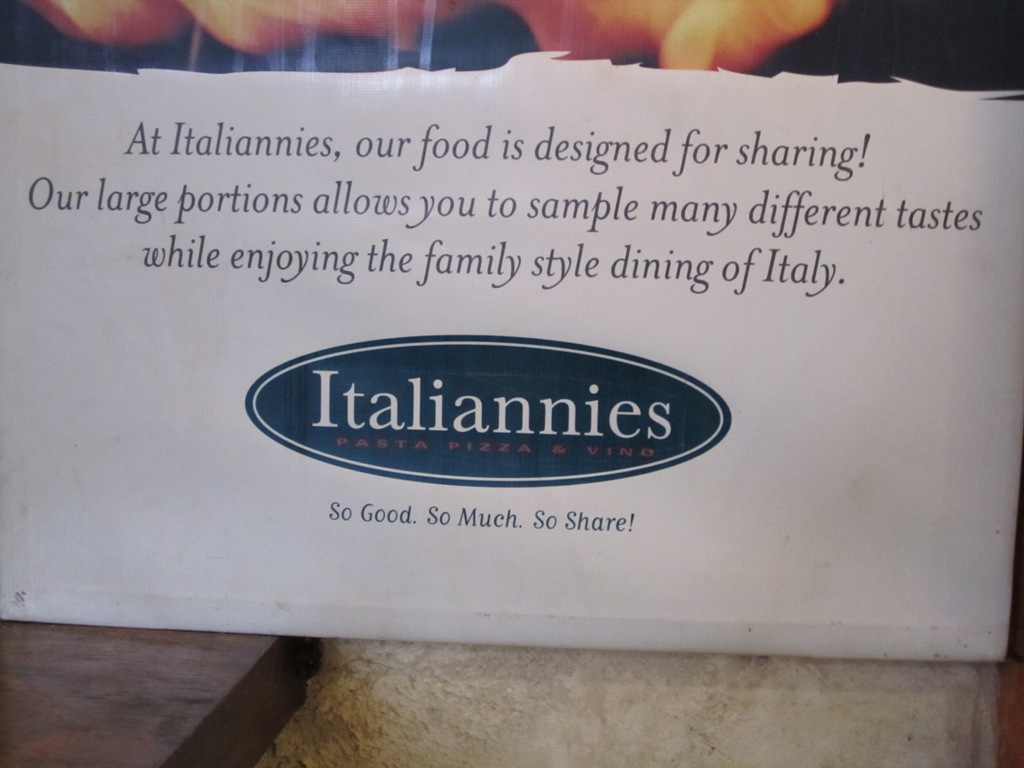 At Italiannies, our food is designed for sharing!
Our large portions allows you to sample many different tastes
while enjoying the family style dining of Italy.
Italiannies
PASTA PIZZA & VINO
So Good. So Much. So Share!